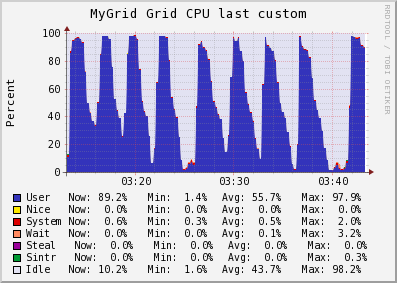 MyGrid Grid CPU last custom
RRDTOOL / TOBI OETIKER
Percent
100
80
60
40
20
0
03:20 03:30 03:40
User Now: 89.2% Min: 1.4% Avg: 55.7% Max: 97.9%
Nice Now: 0.0% Min: 0.0% Avg: 0.0% Max: 0.0%
System Now: 0.6% Min: 0.3% Avg: 0.5% Max: 2.0%
Wait Now: 0.0% Min: 0.0% Avg: 0.1% Max: 3.2%
Steal Now: 0.0% Min: 0.0% Avg: 0.0% Max: 0.0%
Sintr Now: 0.0% Min: 0.0% Avg: 0.0% Max: 0.3%
Idle Now: 10.2% Min: 1.6% Avg: 43.7% Max: 98.2%